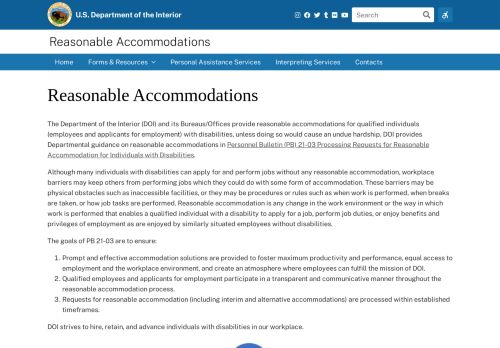 U.S. Department of the Interior
Search
Reasonable Accommodations
Home
Forms & Resources
Personal Assistance Services
Interpreting Services
Contacts
Reasonable Accommodations
The Department of the Interior (DOI) and its Bureaus/Offices provide reasonable accommodations for qualified individuals
(employees and applicants for employment) with disabilities, unless doing so would cause an undue hardship. DOI provides
Departmental guidance on reasonable accommodations in Personnel Bulletin (PB) 21-03 Processing Requests for Reasonable
Accommodation for Individuals with Disabilities.
Although many individuals with disabilities can apply for and perform jobs without any reasonable accommodation, workplace
barriers may keep others from performing jobs which they could do with some form of accommodation. These barriers may be
physical obstacles such as inaccessible facilities, or they may be procedures or rules such as when work is performed, when breaks
are taken, or how job tasks are performed. Reasonable accommodation is any change in the work environment or the way in which
work is performed that enables a qualified individual with a disability to apply for a job, perform job duties, or enjoy benefits and
privileges of employment as are enjoyed by similarly situated employees without disabilities.
The goals of PB 21-03 are to ensure:
1. Prompt and effective accommodation solutions are provided to foster maximum productivity and performance, equal access to
employment and the workplace environment, and create an atmosphere where employees can fulfill the mission of DOI.
2. Qualified employees and applicants for employment participate in a transparent and communicative manner throughout the
reasonable accommodation process.
3. Requests for reasonable accommodation (including interim and alternative accommodations) are processed within established
timeframes.
DOI strives to hire, retain, and advance individuals with disabilities in our workplace.